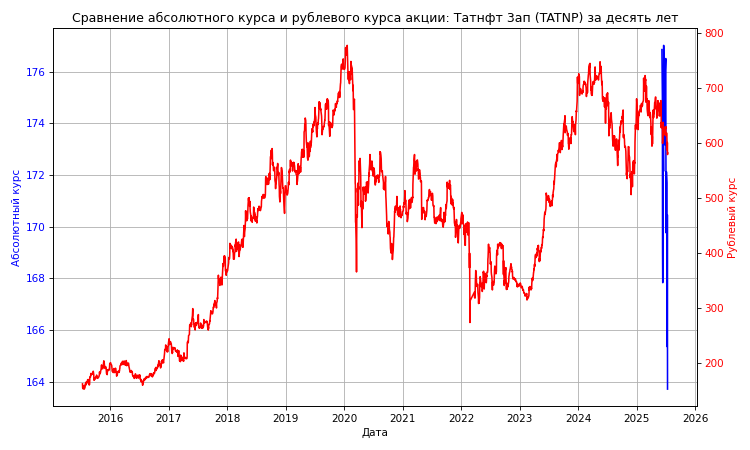 Сравнение абсолютного курса и рублевого курса акции: Татнфт 3ап (TATNP) за десять лет
Абсолютный курс
176
174
172
170
168
166
164
800
700
600
500
400
300
200
Рублевый курс
2016 2017 2018 2019 2020 2021 2022 2023 2024 2025 2026
Дата